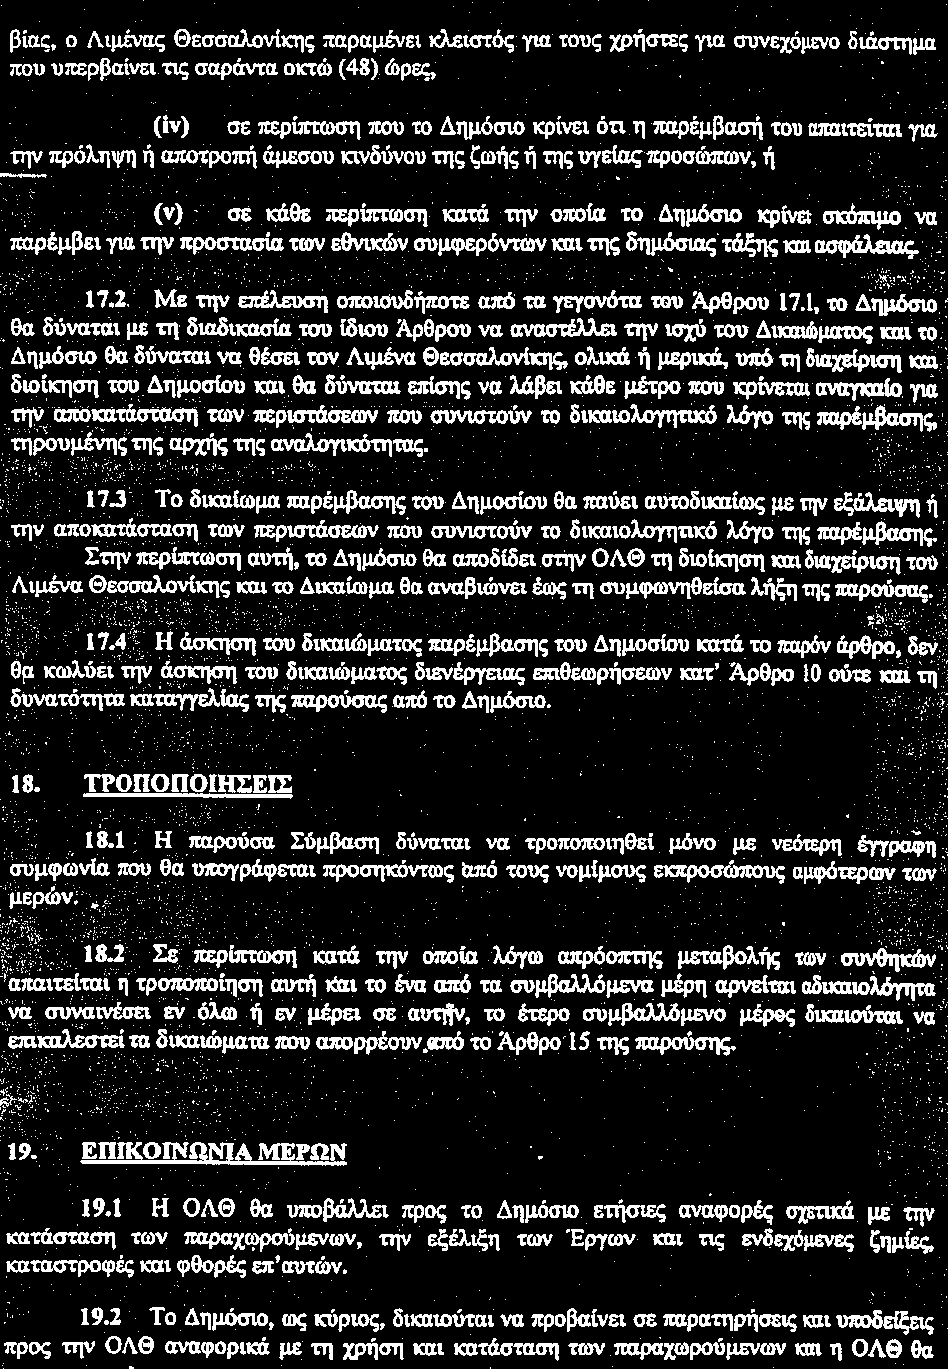 βίας, ο Λιμένας Θεσσαλονίκης παραμένει κλειστός για τους χρήστες για συνεχόμενο διάστημα
που υπερβαίνει τις σαράντα οκτώ (48) ώρες,
(iv) σε περίπτωση που το Δημόσιο κρίνει ότι η παρέμβασή του απαιτείται για
την πρόληψη ή αποτροπή άμεσου κινδύνου της ζωής ή της υγείας προσώπων, ή
(v) σε κάθε περίπτωση κατά την οποία το Δημόσιο κρίνει σκόπιμο να
παρέμβει για την προστασία των εθνικών συμφερόντων και της δημόσιας τάξης και ασφάλειας.
17.2. Με την επέλευση οποιουδήποτε από τα γεγονότα του Άρθρου 17.1, το Δημόσιο
θα δύναται με τη διαδικασία του ίδιου Άρθρου να αναστέλλει την ισχύ του Δικαιώματος και το
Δημόσιο θα δύναται να θέσει τον Λιμένα Θεσσαλονίκης, ολικά ή μερικά, υπό τη διαχείριση και
διοίκηση του Δημοσίου και θα δύναται επίσης να λάβει κάθε μέτρο που κρίνεται αναγκαίο για
την αποκατάσταση των περιστάσεων που συνιστούν το δικαιολογητικό λόγο της παρέμβασης,
τηρουμένης της αρχής της αναλογικότητας.
17.3 Το δικαίωμα παρέμβασης του Δημοσίου θα παύει αυτοδικαίως με την εξάλειψη ή
την αποκατάσταση των περιστάσεων που συνιστούν το δικαιολογητικό λόγο της παρέμβασης.
Στην περίπτωση αυτή, το Δημόσιο θα αποδίδει στην ΟΛΘ τη διοίκηση και διαχείριση του
Λιμένα Θεσσαλονίκης και το Δικαίωμα θα αναβιώνει έως τη συμφωνηθείσα λήξη της παρούσας.
17.4 Η άσκηση του δικαιώματος παρέμβασης του Δημοσίου κατά το παρόν άρθρο, δεν
θα κωλύει την άσκηση του δικαιώματος διενέργειας επιθεωρήσεων κατ’ Άρθρο 10 ούτε και τη
δυνατότητα καταγγελίας της παρούσας από το Δημόσιο.
18. ΤΡΟΠΟΠΟΙΗΣΕΙΣ
18.1 Η παρούσα Σύμβαση δύναται να τροποποιηθεί μόνο με νεότερη έγγραφη
συμφωνία που θα υπογράφεται προσηκόντως από τους νομίμους εκπροσώπους αμφότερων των
μερών.
18.2 Σε περίπτωση κατά την οποία λόγω απρόοπτης μεταβολής των συνθηκών
απαιτείται η τροποποίηση αυτή και το ένα από τα συμβαλλόμενα μέρη αρνείται αδικαιολόγητα
να συναινέσει εν όλω ή εν μέρει σε αυτήν, το έτερο συμβαλλόμενο μέρος δικαιούται να
επικαλεστεί τα δικαιώματα που απορρέουν από το Άρθρο 15 της παρούσης.
19. ΕΠΙΚΟΙΝΩΝΙΑ ΜΕΡΩΝ
19.1 Η ΟΛΘ θα υποβάλλει προς το Δημόσιο ετήσιες αναφορές σχετικά με την
κατάσταση των παραχωρούμενων, την εξέλιξη των Έργων και τις ενδεχόμενες ζημίες,
καταστροφές και φθορές επ’αυτών.
19.2 Το Δημόσιο, ως κύριος, δικαιούται να προβαίνει σε παρατηρήσεις και υποδείξεις
προς την ΟΛΘ αναφορικά με τη χρήση και κατάσταση των παραχωρούμενων και η ΟΛΘ θα